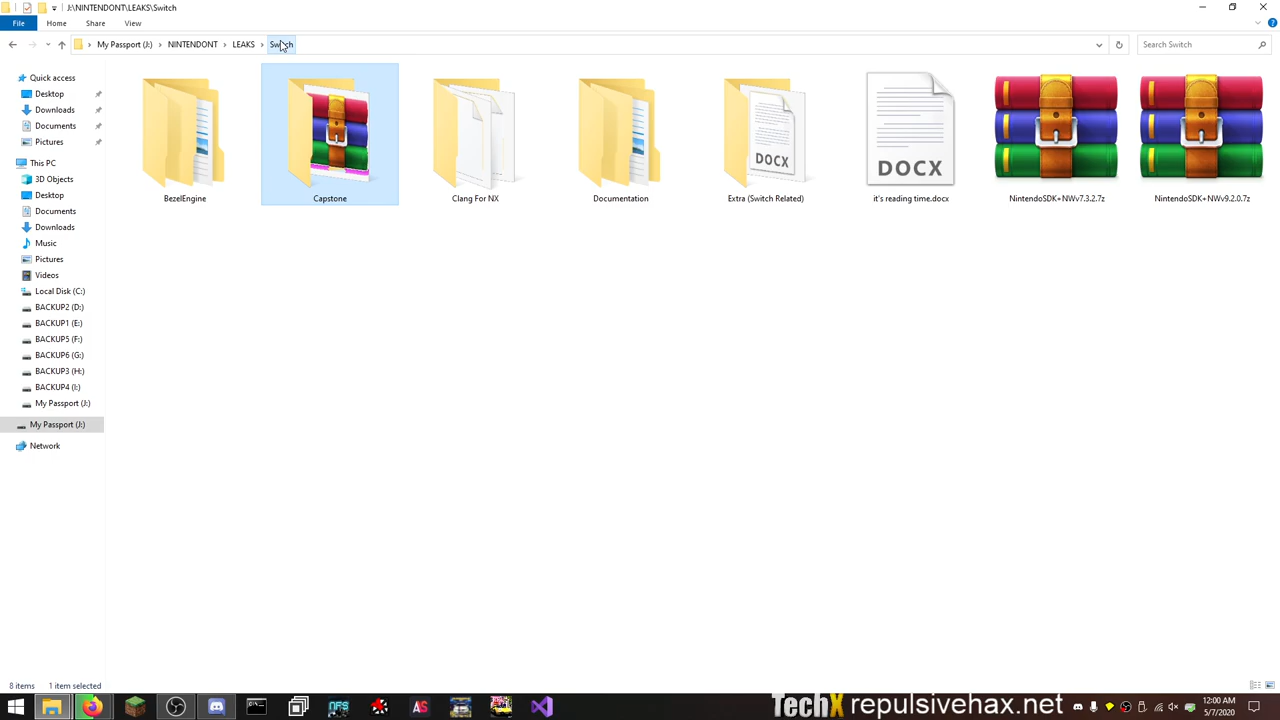 J:\NINTENDONT\LEAKS\Switch
File Home Share View
My Passport (J:) NINTENDONT LEAKS Switch
Search Switch
Quick access
Desktop
Downloads
Documents
Pictures
This PC
3D Objects
Desktop
Documents
Downloads
Music
Pictures
Videos
Local Disk (C:)
BACKUP2 (D:)
BACKUP1 (E:)
BACKUP5 (F:)
BACKUP6 (G:)
BACKUP3 (H:)
BACKUP4 (I:)
My Passport (J:)
My Passport (J:)
Network
DOCX
DOCX
BezelEngine
Capstone
Clang For NX
Documentation
Extra (Switch Related)
it's reading time.docx
NintendoSDK+NWv7.3.2.7z
NintendoSDK+NWv9.2.0.7z
8 items 1 item selected
NFS
AS
TechX repulsivehax.net
12:00 AM
5/7/2020